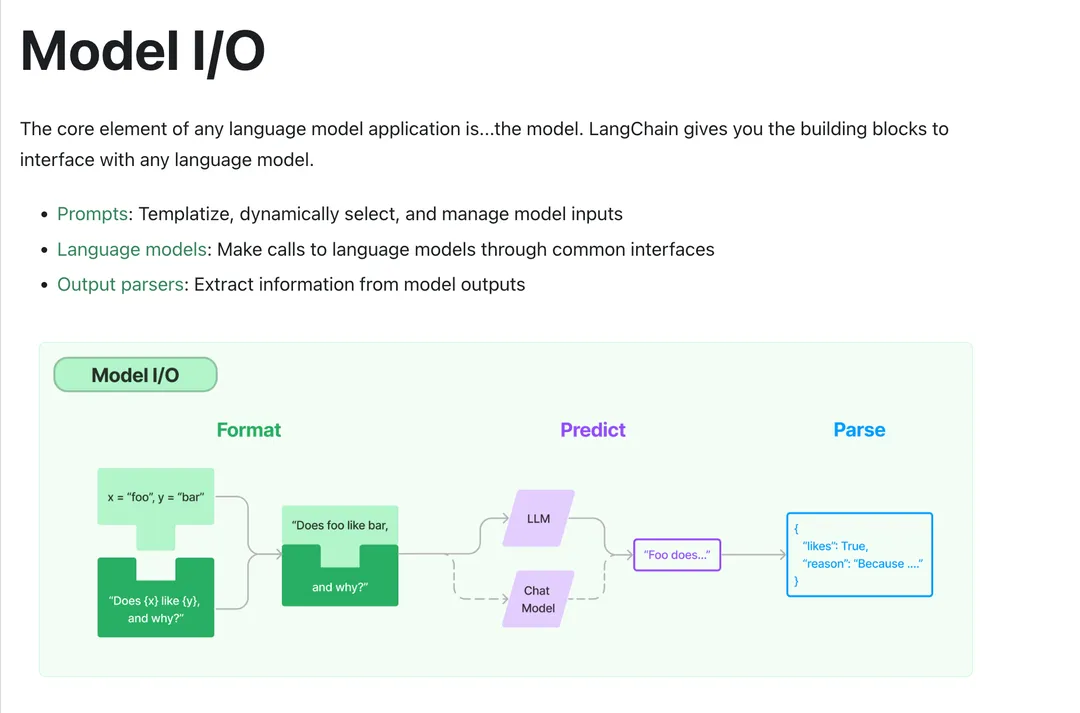 Model I/O
The core element of any language model application is...the model. LangChain gives you the building blocks to
interface with any language model.
• Prompts: Templatize, dynamically select, and manage model inputs
• Language models: Make calls to language models through common interfaces
• Output parsers: Extract information from model outputs
Model I/O
Format
Predict
Parse
x = “foo”, y = “bar”
“Does {x} like {y},
and why?”
“Does foo like bar,
and why?”
LLM
Chat
Model
“Foo does...”
{
“likes”: True,
“reason”: “Because ....”
}